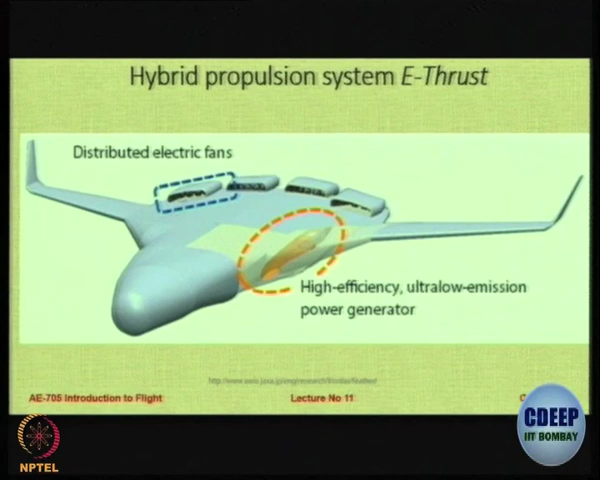 Hybrid propulsion system E-Thrust
Distributed electric fans
High-efficiency, ultralow-emission
power generator
AE-705 Introduction to Flight
Lecture No 11
CDEEP
IIT BOMBAY
NPTEL